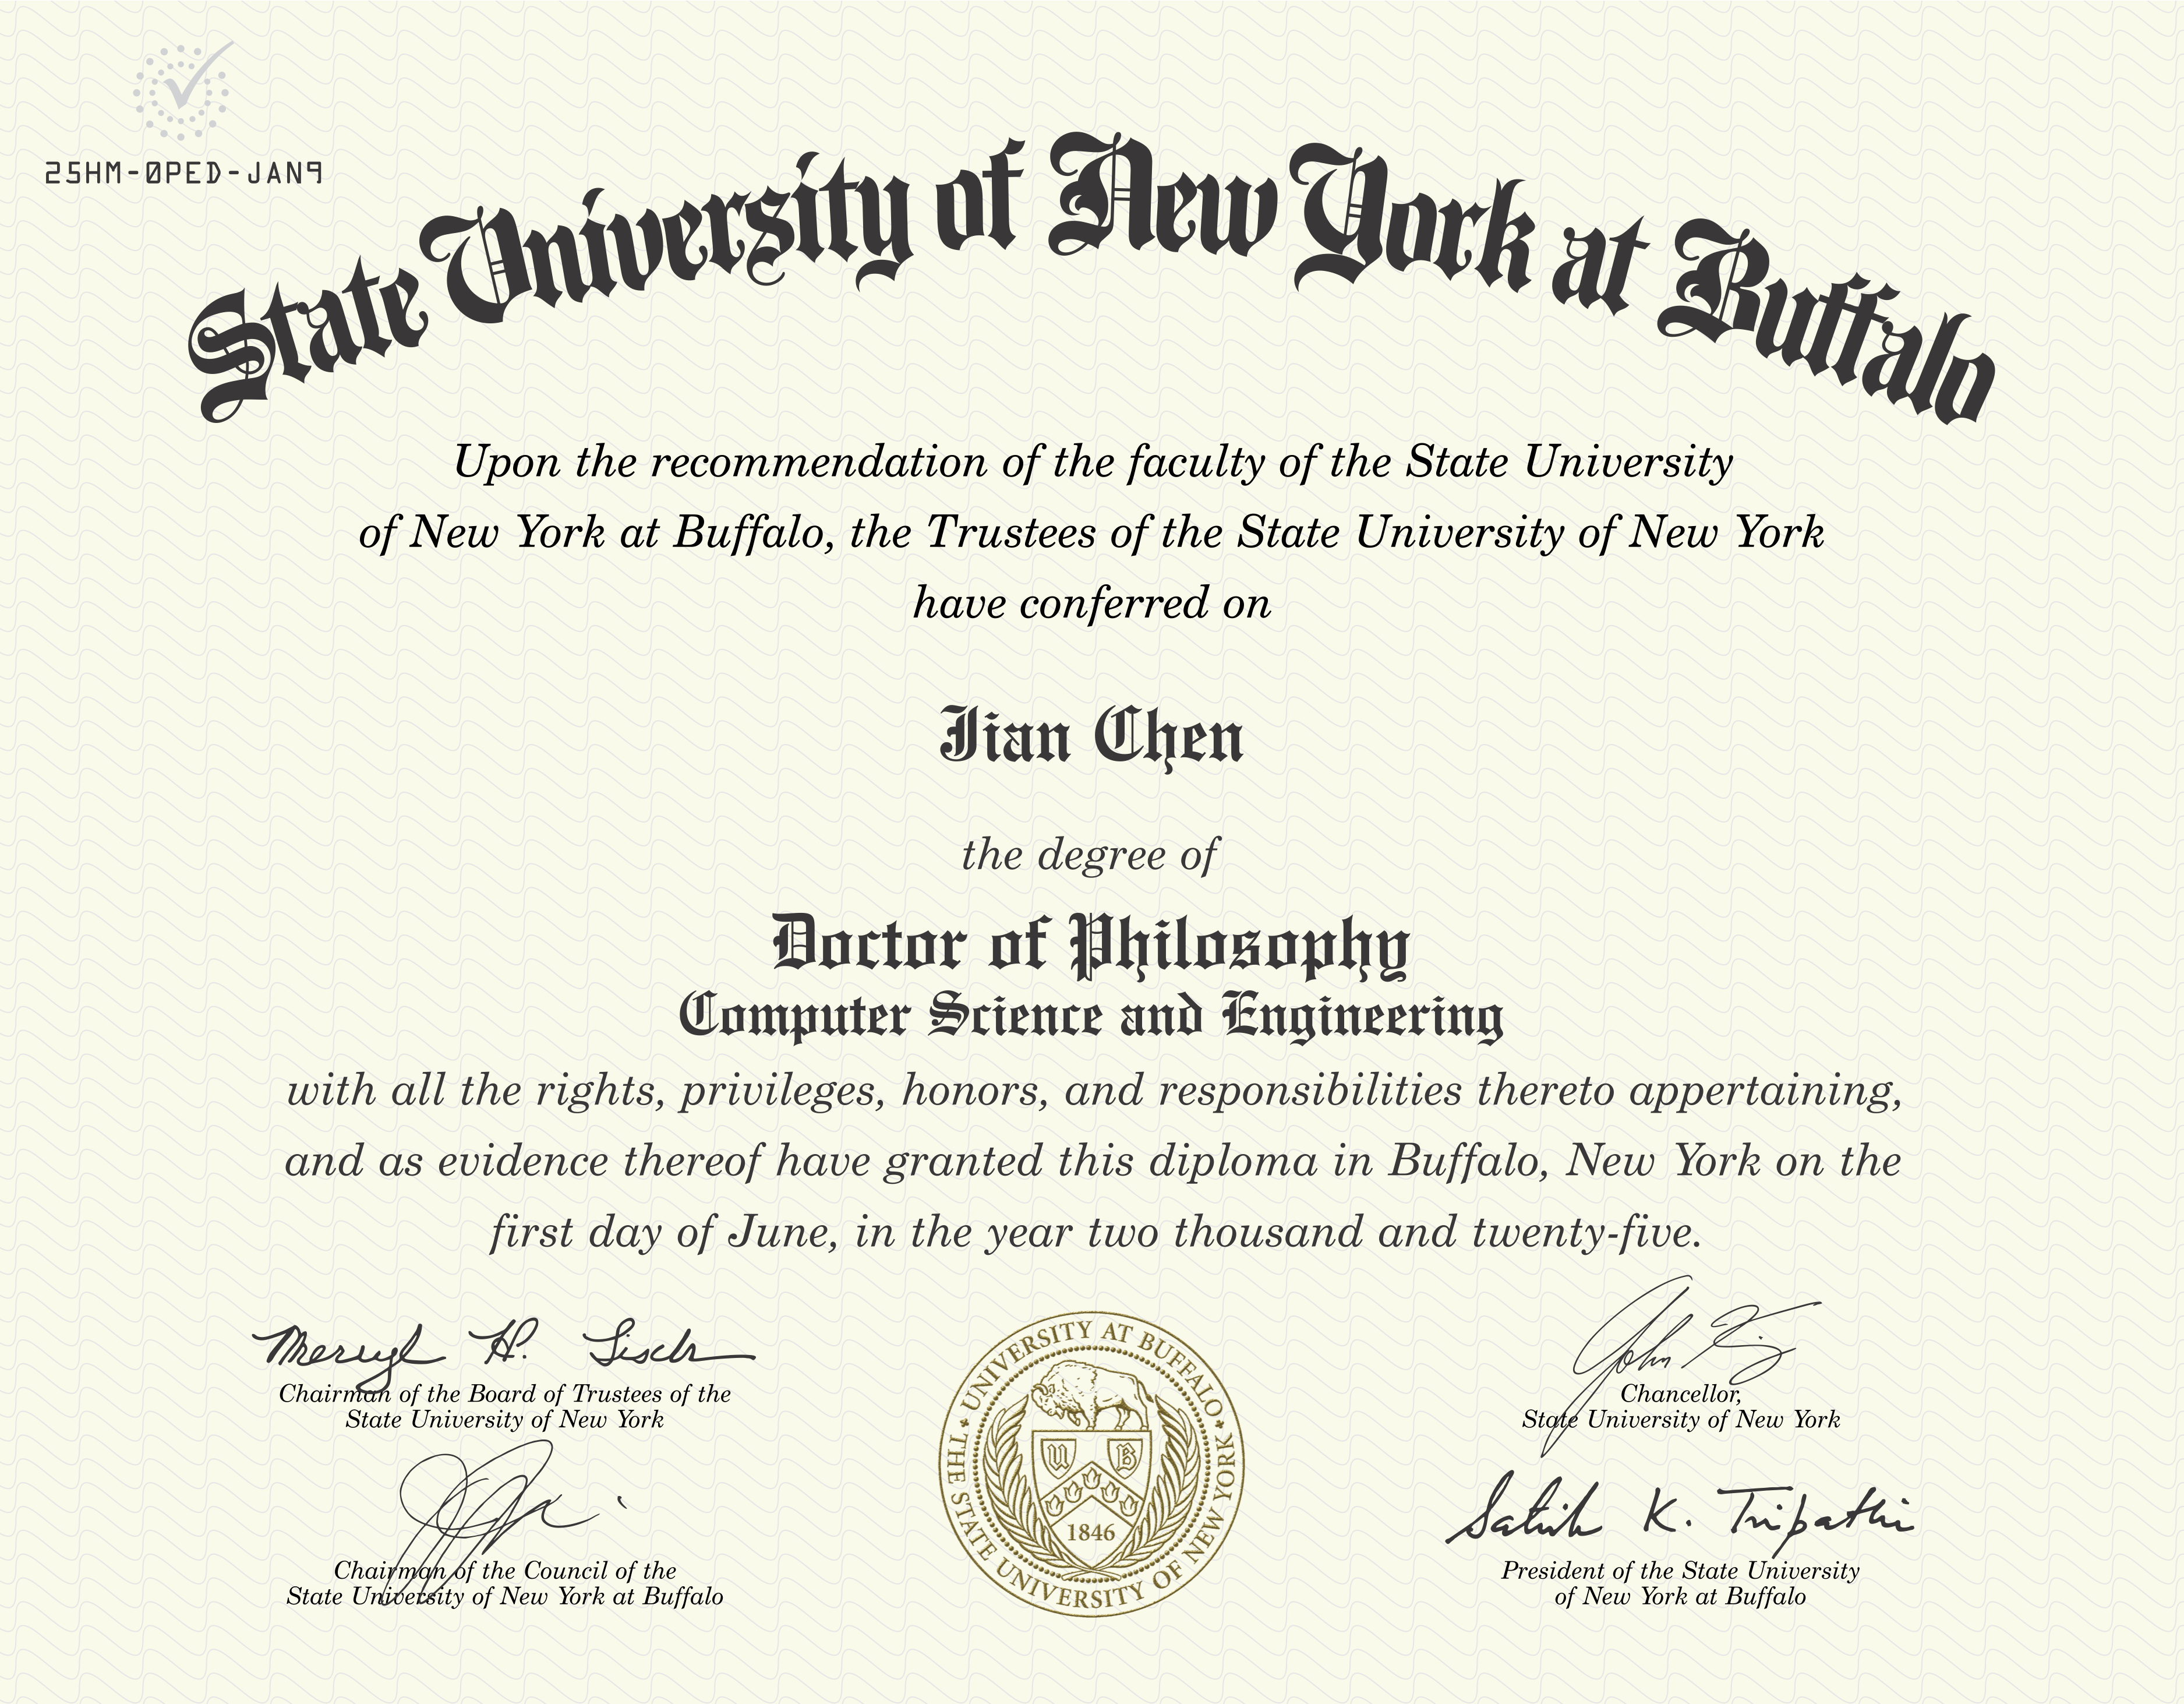 25HM-0PED-JAN9
State University of New York at Buffalo
Upon the recommendation of the faculty of the State University
of New York at Buffalo, the Trustees of the State University of New York
have conferred on
Jian Chen
the degree of
Doctor of Philosophy
Computer Science and Engineering
with all the rights, privileges, honors, and responsibilities thereto appertaining,
and as evidence thereof have granted this diploma in Buffalo, New York on the
first day of June, in the year two thousand and twenty-five.
Merryl H. Tisch
Chairman of the Board of Trustees of the
State University of New York
Chairman of the Council of the
State University of New York at Buffalo
UNIVERSITY AT BUFFALO
THE STATE UNIVERSITY OF NEW YORK
U B
1846
John King
Chancellor,
State University of New York
Satish K. Tripathi
President of the State University
of New York at Buffalo